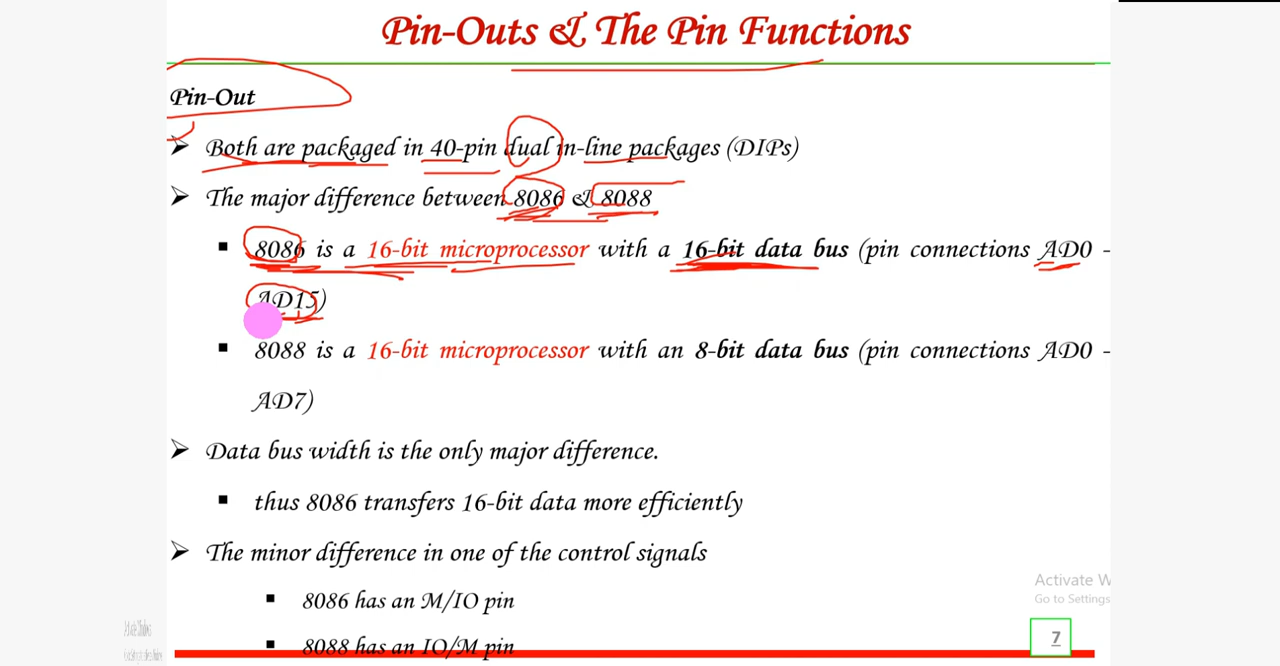 Pin-Outs & The Pin Functions
Pin-Out
➤ Both are packaged in 40-pin dual in-line packages (DIPs)
➤ The major difference between 8086 & 8088
▪ 8086 is a 16-bit microprocessor with a 16-bit data bus (pin connections AD0 –
AD15)
▪ 8088 is a 16-bit microprocessor with an 8-bit data bus (pin connections AD0 –
AD7)
➤ Data bus width is the only major difference.
▪ thus 8086 transfers 16-bit data more efficiently
➤ The minor difference in one of the control signals
▪ 8086 has an M/IO pin
▪ 8088 has an IO/M pin
Activate W
Go to Settings
7